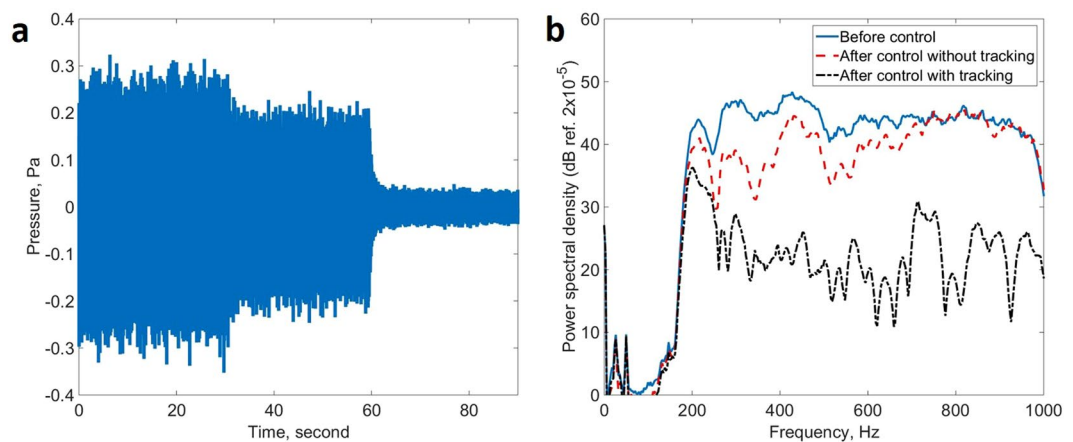 a
0.4
0.3
0.2
0.1
0
-0.1
-0.2
-0.3
-0.4
Pressure, Pa
0 20 40 60 80
Time, second
b
60
50
40
30
20
10
0
Power spectral density (dB ref. 2x10-5)
Before control
After control without tracking
After control with tracking
0 200 400 600 800 1000
Frequency, Hz